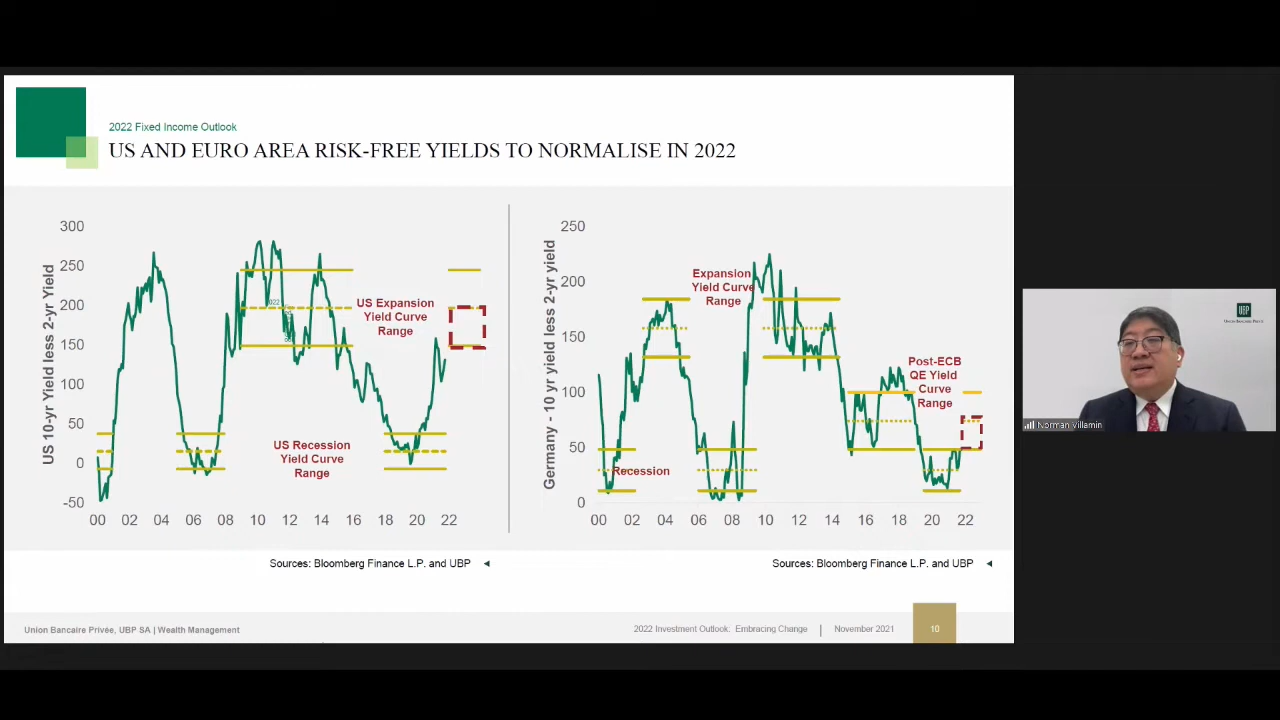 2022 Fixed Income Outlook
US AND EURO AREA RISK-FREE YIELDS TO NORMALISE IN 2022
US 10-yr Yield less 2-yr Yield
300
250
200
150
100
50
0
-50
00 02 04 06 08 10 12 14 16 18 20 22
US Expansion
Yield Curve
Range
US Recession
Yield Curve
Range
Sources: Bloomberg Finance L.P. and UBP
Germany - 10 yr yield less 2-yr yield
250
200
150
100
50
0
00 02 04 06 08 10 12 14 16 18 20 22
Expansion
Yield Curve
Range
Post-ECB
QE Yield
Curve
Range
Recession
Sources: Bloomberg Finance L.P. and UBP
Union Bancaire Privée, UBP SA | Wealth Management
2022 Investment Outlook: Embracing Change | November 2021
10
UBP
Norman Villamin